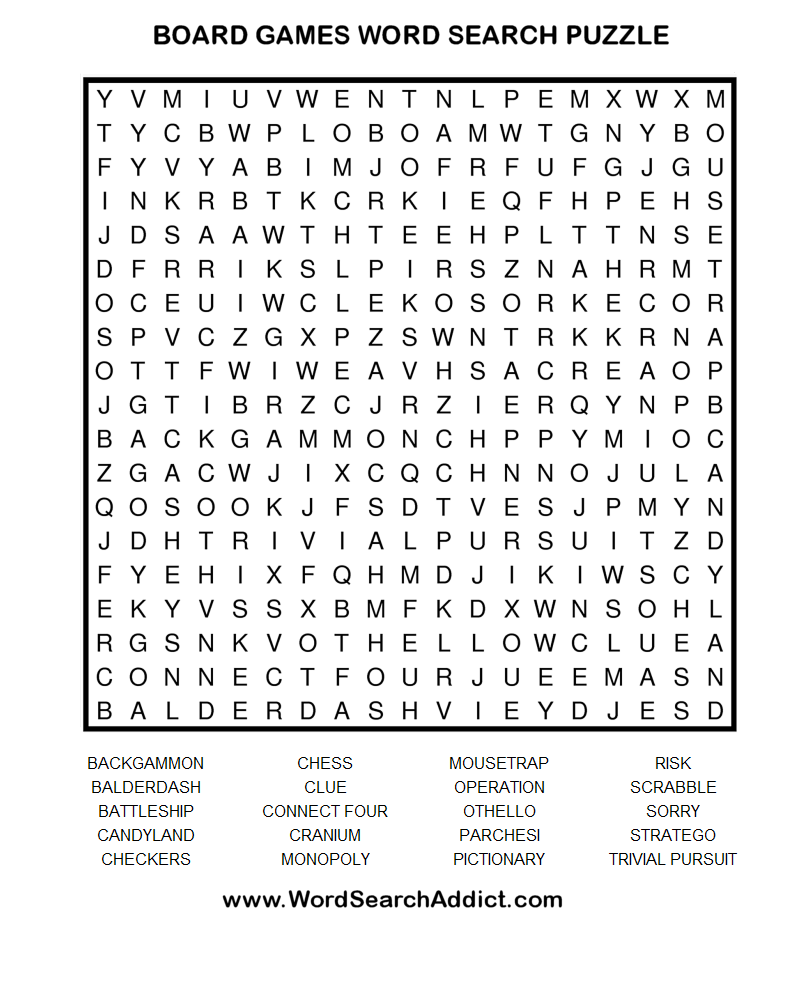 BOARD GAMES WORD SEARCH PUZZLE
Y V M I U V W E N T N L P E M X W X M
T Y C B W P L O B O A M W T G N Y B O
F Y V Y A B I M J O F R F U F G J G U
I N K R B T K C R K I E Q F H P E H S
J D S A A W T H T E E H P L T T N S E
D F R R I K S L P I R S Z N A H R M T
O C E U I W C L E K O S O R K E C O R
S P V C Z G X P Z S W N T R K K R N A
O T T F W I W E A V H S A C R E A O P
J G T I B R Z C J R Z I E R Q Y N P B
B A C K G A M M O N C H P P Y M I O C
Z G A C W J I X C Q C H N N O J U L A
Q O S O O K J F S D T V E S J P M Y N
J D H T R I V I A L P U R S U I T Z D
F Y E H I X F Q H M D J I K I W S C Y
E K Y V S S X B M F K D X W N S O H L
R G S N K V O T H E L L O W C L U E A
C O N N E C T F O U R J U E E M A S N
B A L D E R D A S H V I E Y D J E S D
BACKGAMMON CHESS MOUSETRAP RISK
BALDERDASH CLUE OPERATION SCRABBLE
BATTLESHIP CONNECT FOUR OTHELLO SORRY
CANDYLAND CRANIUM PARCHESI STRATEGO
CHECKERS MONOPOLY PICTIONARY TRIVIAL PURSUIT
www.WordSearchAddict.com